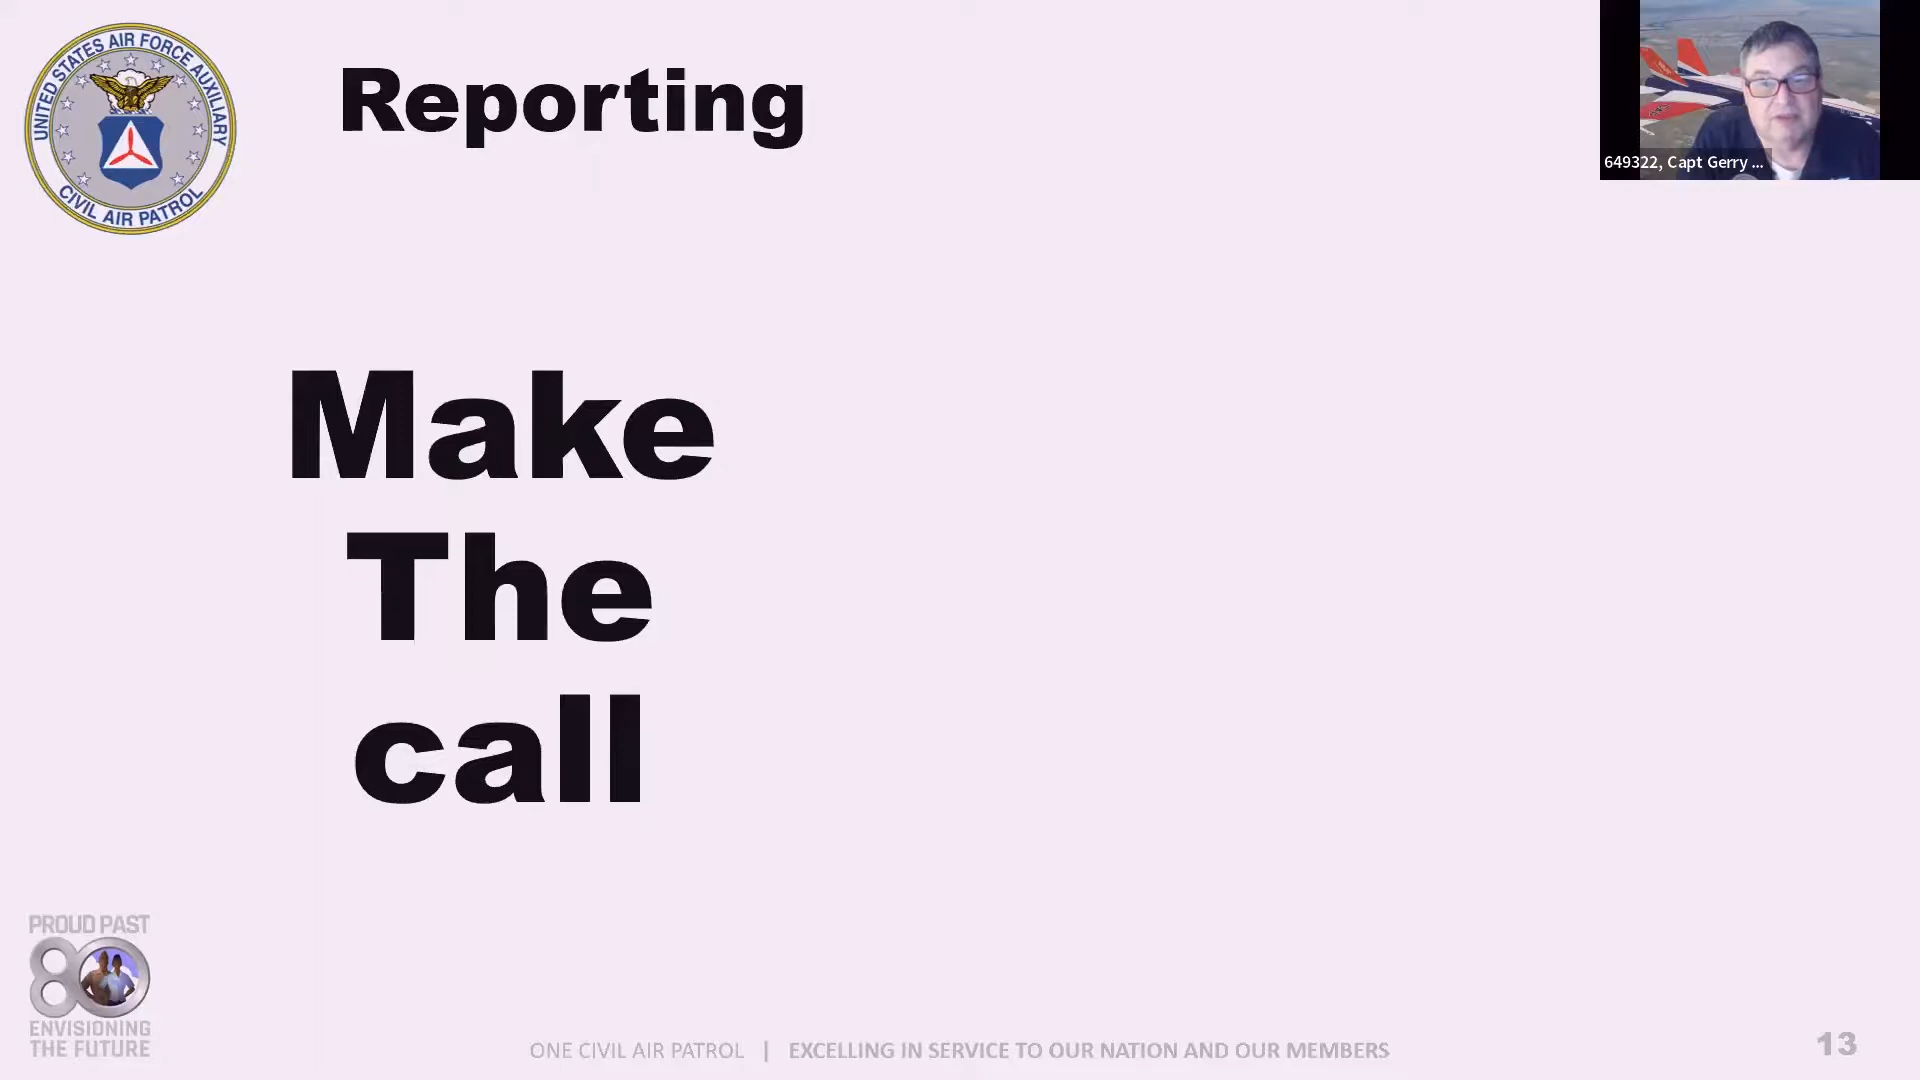 UNITED STATES AIR FORCE AUXILIARY
CIVIL AIR PATROL
Reporting
649322, Capt Gerry ...
Make
The
call
PROUD PAST
80
ENVISIONING
THE FUTURE
ONE CIVIL AIR PATROL | EXCELLING IN SERVICE TO OUR NATION AND OUR MEMBERS
13